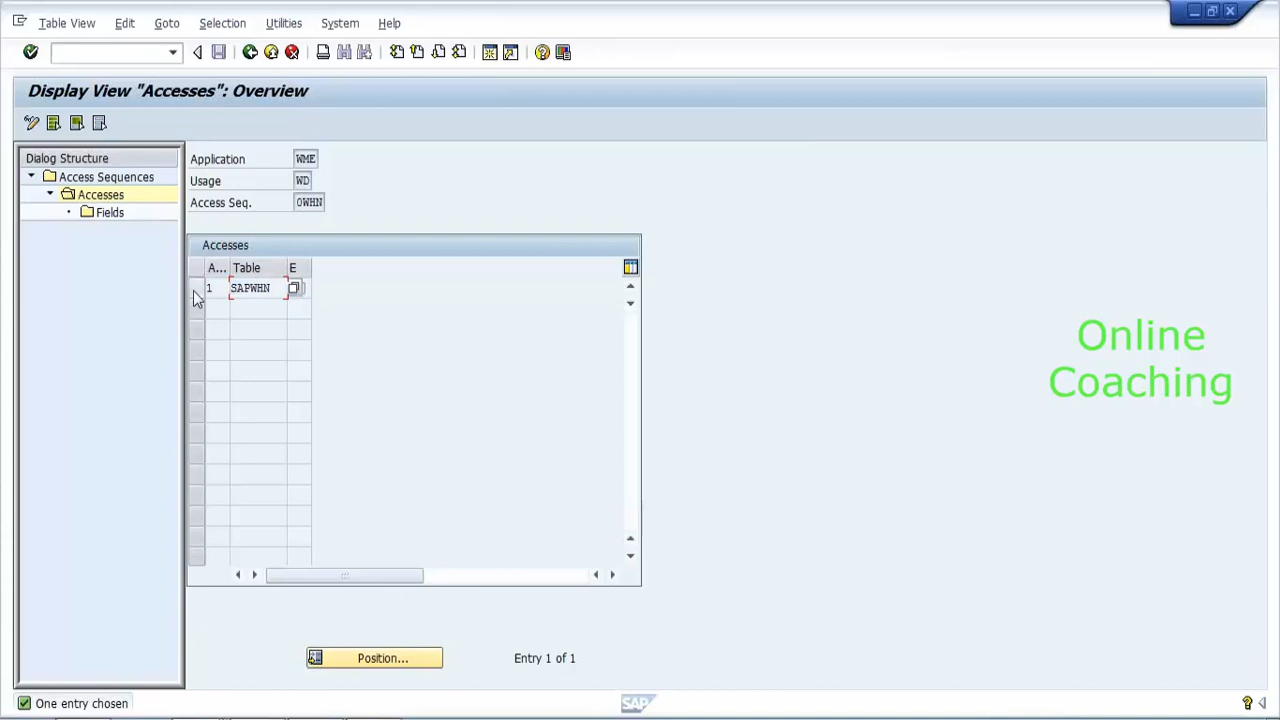 Table View Edit Goto Selection Utilities System Help
Display View "Accesses": Overview
Dialog Structure
Access Sequences
Accesses
Fields
Application WME
Usage WD
Access Seq. 0WHN
Accesses
A... Table E
1 SAPWHN
Online
Coaching
Position... Entry 1 of 1
One entry chosen
SAP